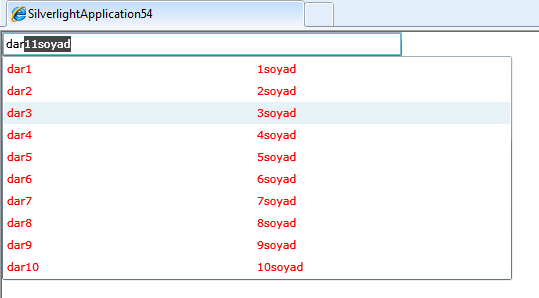 SilverlightApplication54
dar11soyad
dar1 1soyad
dar2 2soyad
dar3 3soyad
dar4 4soyad
dar5 5soyad
dar6 6soyad
dar7 7soyad
dar8 8soyad
dar9 9soyad
dar10 10soyad